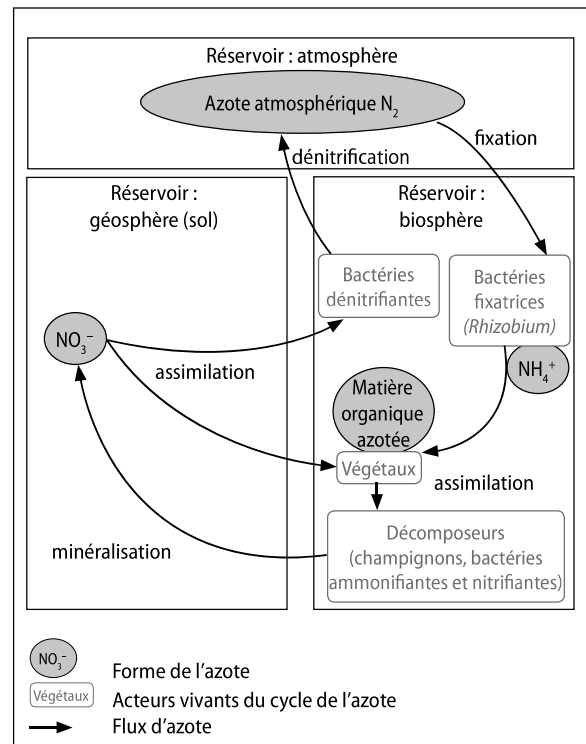 Réservoir : atmosphère
Azote atmosphérique N₂
fixation
dénitrification
Réservoir :
géosphère (sol)
Réservoir :
biosphère
Bactéries
dénitrifiantes
Bactéries
fixatrices
(Rhizobium)
NO₃⁻
NH₄⁺
assimilation
Matière
organique
azotée
Végétaux
assimilation
minéralisation
Décomposeurs
(champignons, bactéries
ammonifiantes et nitrifiantes)
NO₃⁻
Forme de l’azote
Végétaux
Acteurs vivants du cycle de l’azote
Flux d’azote